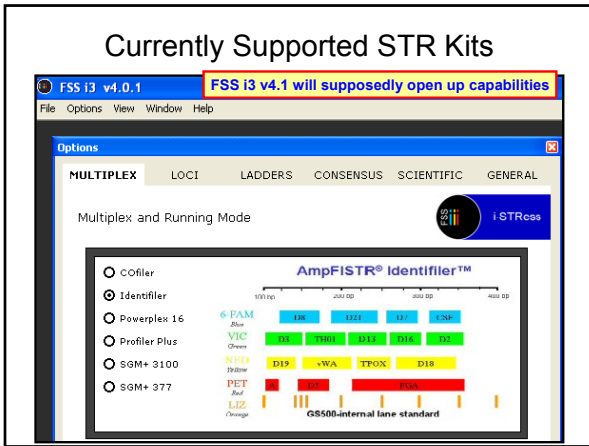 Currently Supported STR Kits
FSS i3 v4.0.1
FSS i3 v4.1 will supposedly open up capabilities
File Options View Window Help
Options
MULTIPLEX LOCI LADDERS CONSENSUS SCIENTIFIC GENERAL
Multiplex and Running Mode
FSS iii i-STRess
COfiler
Identifiler
Powerplex 16
Profiler Plus
SGM+ 3100
SGM+ 377
AmpFlSTR® Identifiler™
100 bp 200 bp 300 bp 400 bp
6-FAM D8 D21 D7 CSF
Blue
VIC D3 TH01 D13 D16 D2
Green
NED D19 vWA TPOX D18
Yellow
PET A D5 FGA
Red
LIZ
Orange
GS500-internal lane standard